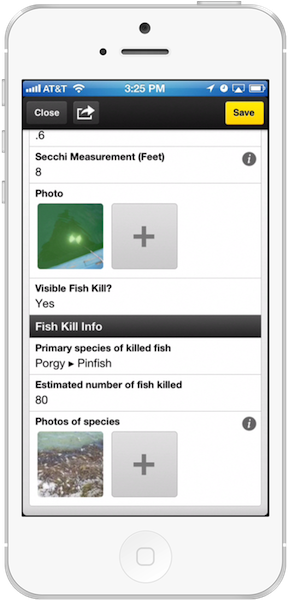 AT&T 3:25 PM
Close Save
.6
Secchi Measurement (Feet)
8
Photo
Visible Fish Kill?
Yes
Fish Kill Info
Primary species of killed fish
Porgy ▸ Pinfish
Estimated number of fish killed
80
Photos of species